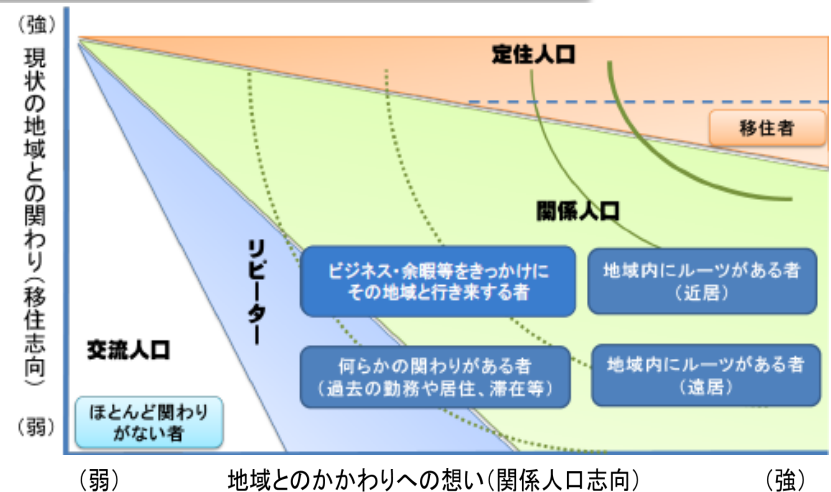 （強）
現状の地域との関わり（移住志向）
（弱）
定住人口
移住者
関係人口
リピーター
ビジネス・余暇等をきっかけに
その地域と行き来する者
地域内にルーツがある者
（近居）
交流人口
何らかの関わりがある者
（過去の勤務や居住、滞在等）
地域内にルーツがある者
（遠居）
ほとんど関わり
がない者
（弱）
地域とのかかわりへの想い（関係人口志向）
（強）